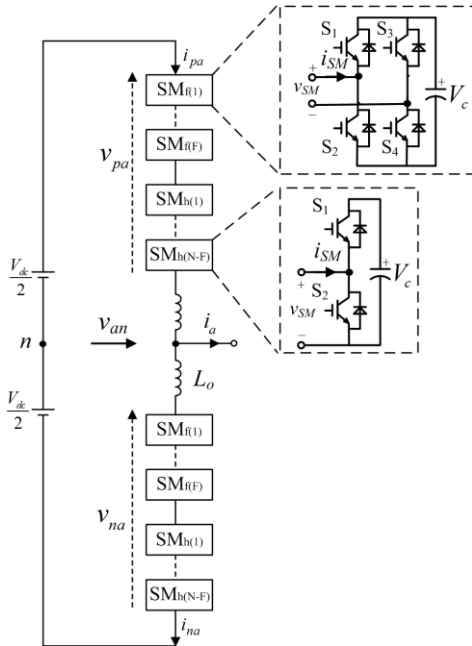 i_pa
SM_f(1)
SM_f(F)
SM_h(1)
SM_h(N-F)
v_pa
V_dc
2
n
v_an
i_a
L_o
V_dc
2
SM_f(1)
SM_f(F)
SM_h(1)
SM_h(N-F)
v_na
i_na
S_1
S_3
+
i_SM
v_SM
−
S_2
S_4
+
V_c
S_1
i_SM
+
S_2
v_SM
−
+
V_c